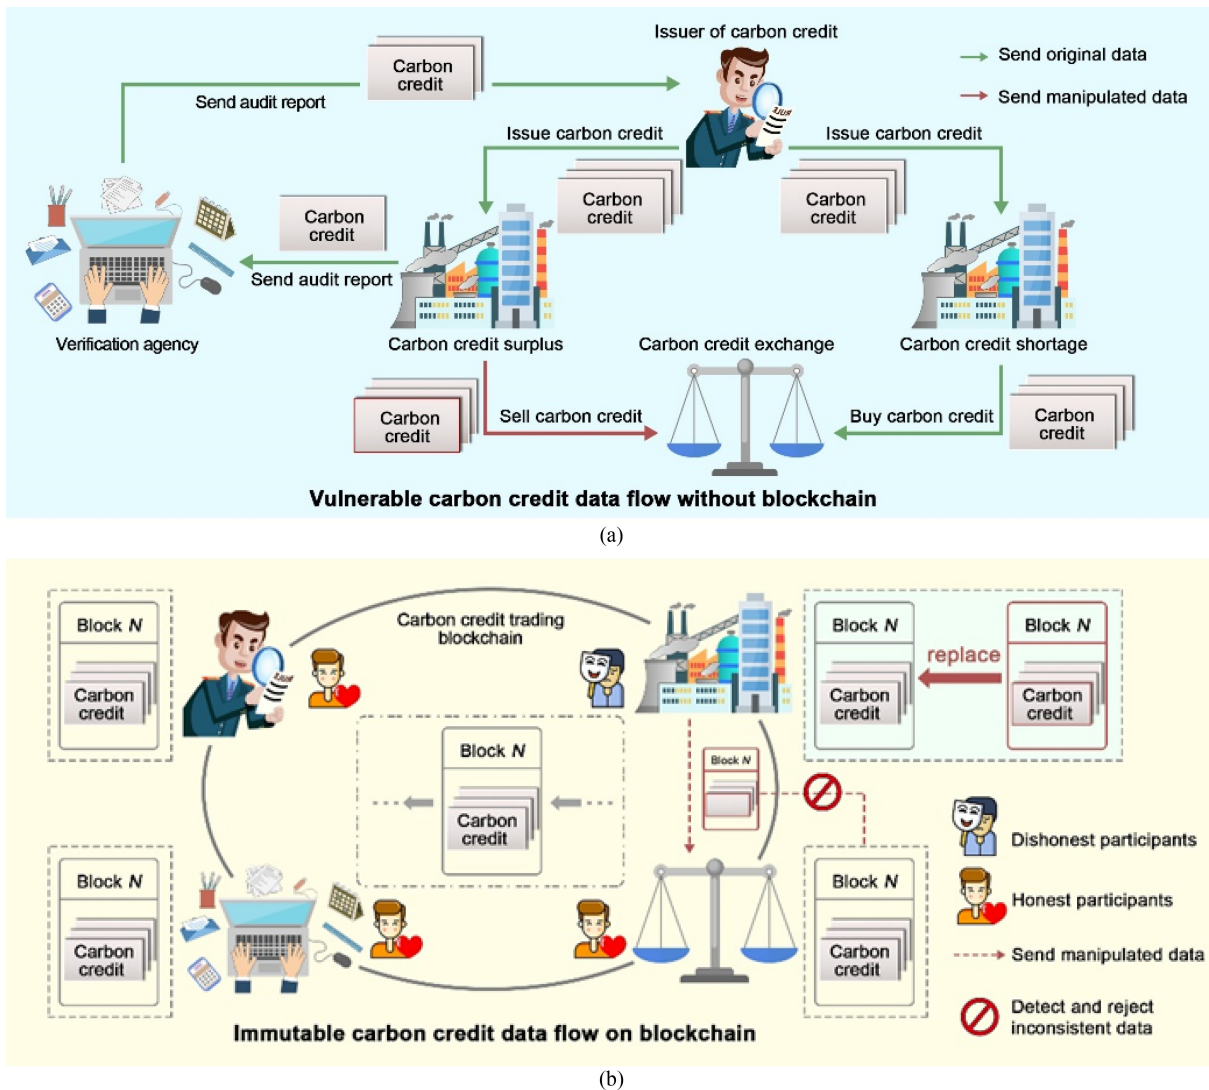 Issuer of carbon credit
Carbon
credit
Send original data
Send audit report
Send manipulated data
Issue carbon credit
Issue carbon credit
Carbon
credit
Carbon
credit
Carbon
credit
Send audit report
Verification agency
Carbon credit surplus
Carbon credit exchange
Carbon credit shortage
Carbon
credit
Sell carbon credit
Buy carbon credit
Carbon
credit
Vulnerable carbon credit data flow without blockchain
(a)
Block N
Carbon
credit
Carbon credit trading
blockchain
Block N
Carbon
credit
replace
Block N
Carbon
credit
Block N
Carbon
credit
Block N
Block N
Carbon
credit
Block N
Carbon
credit
Dishonest participants
Honest participants
Send manipulated data
Detect and reject
inconsistent data
Immutable carbon credit data flow on blockchain
(b)